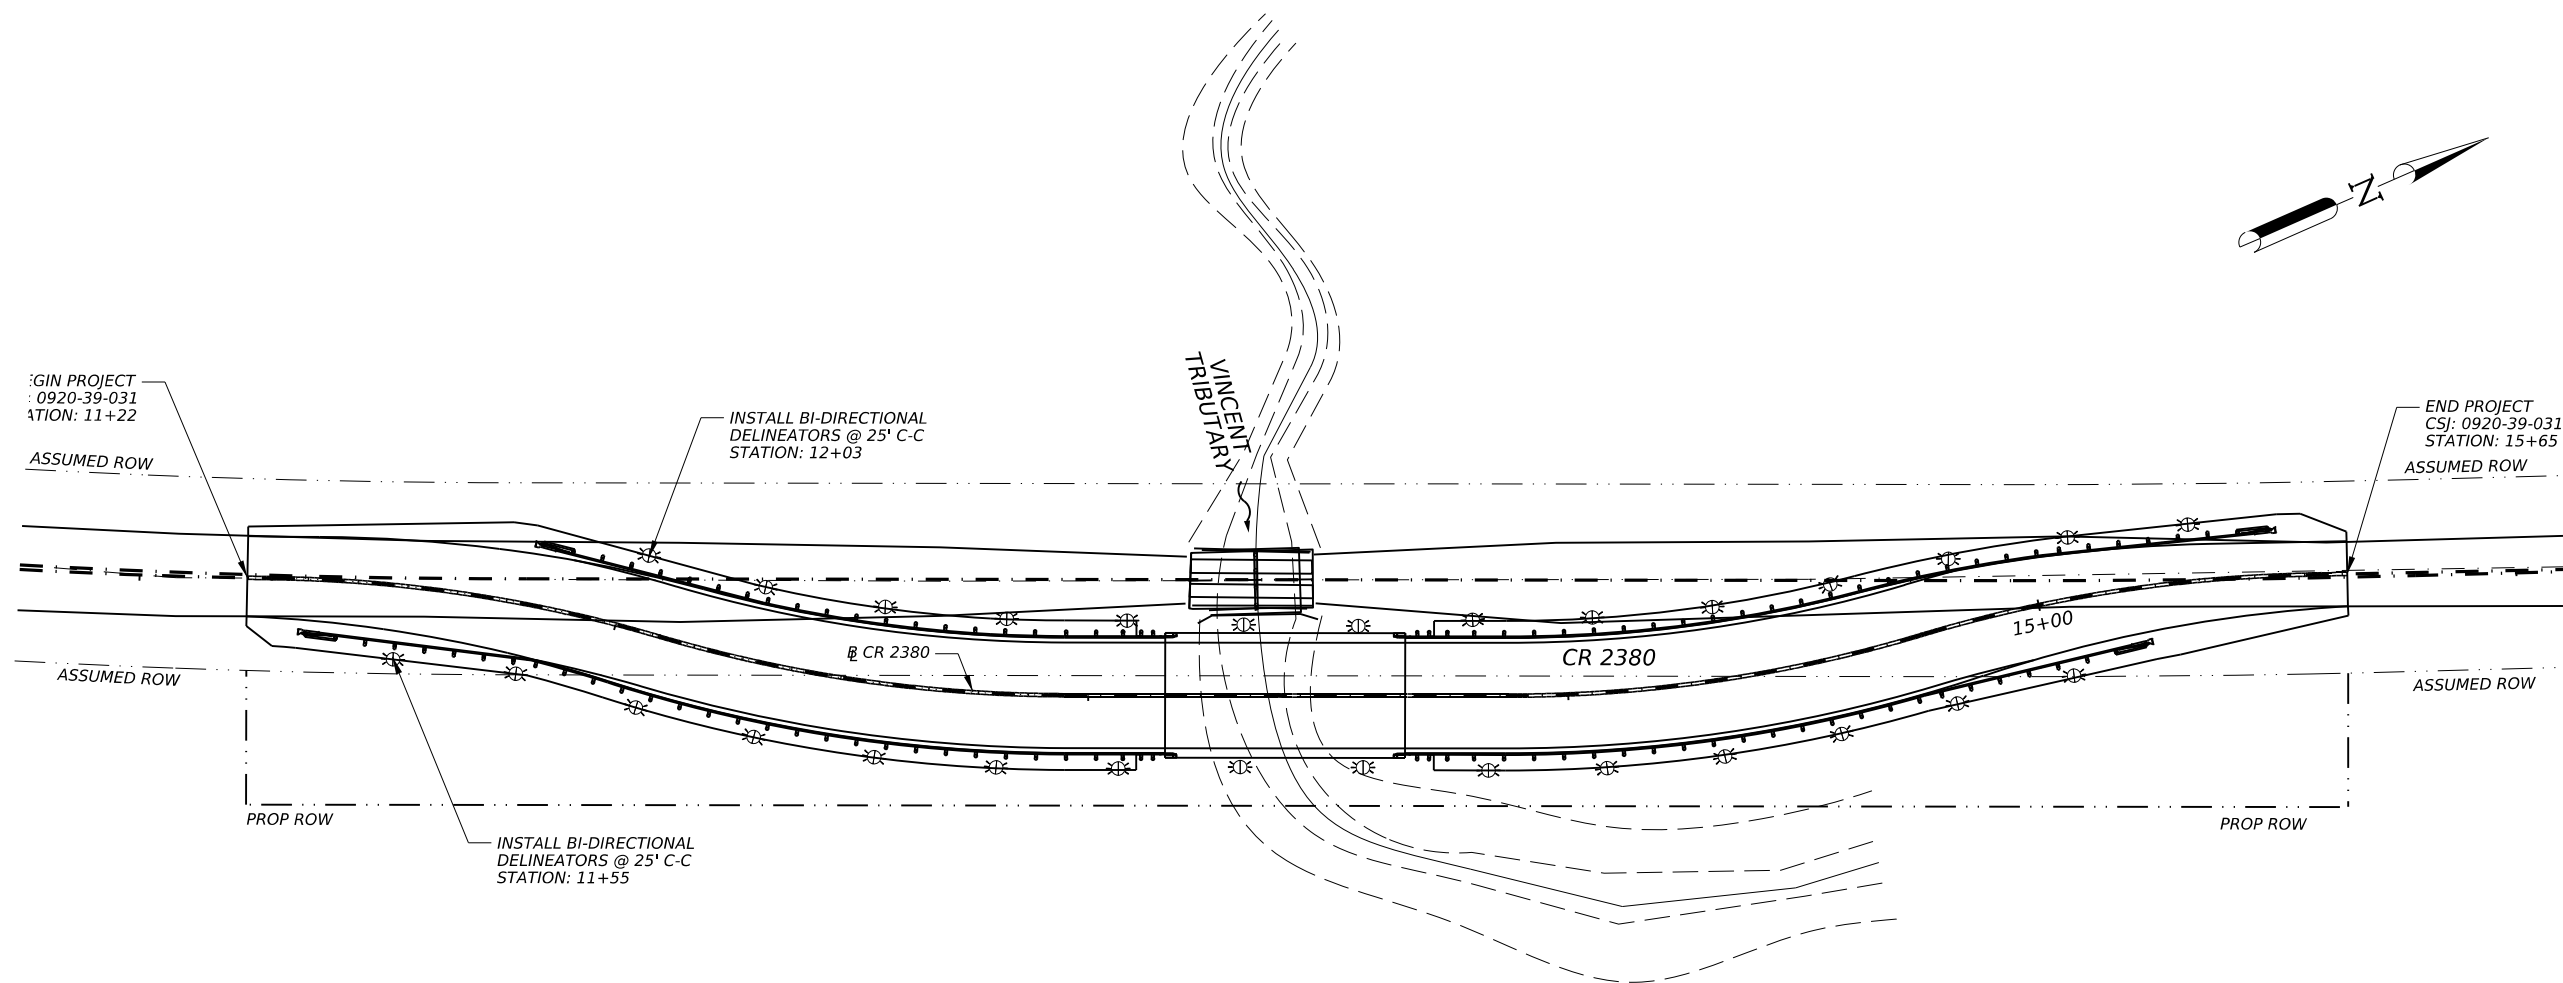 N
VINCENT
TRIBUTARY
GIN PROJECT
: 0920-39-031
ATION: 11+22
INSTALL BI-DIRECTIONAL
DELINEATORS @ 25' C-C
STATION: 12+03
END PROJECT
CSJ: 0920-39-031
STATION: 15+65
ASSUMED ROW
ASSUMED ROW
15+00
B CR 2380
CR 2380
ASSUMED ROW
ASSUMED ROW
PROP ROW
PROP ROW
INSTALL BI-DIRECTIONAL
DELINEATORS @ 25' C-C
STATION: 11+55